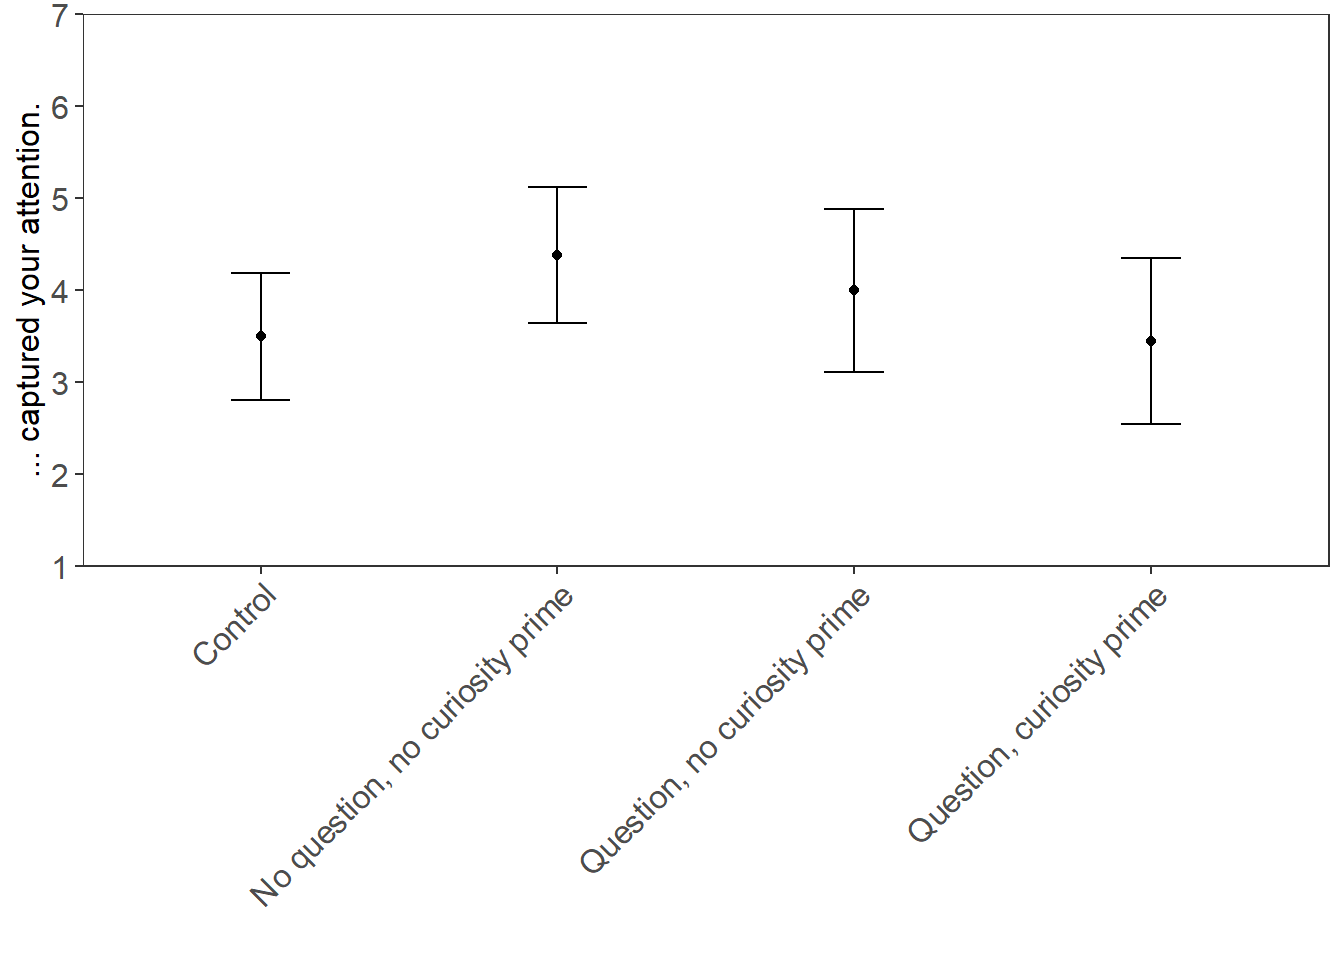 7
6
5
4
3
2
1
... captured your attention.
Control
No question, no curiosity prime
Question, no curiosity prime
Question, curiosity prime